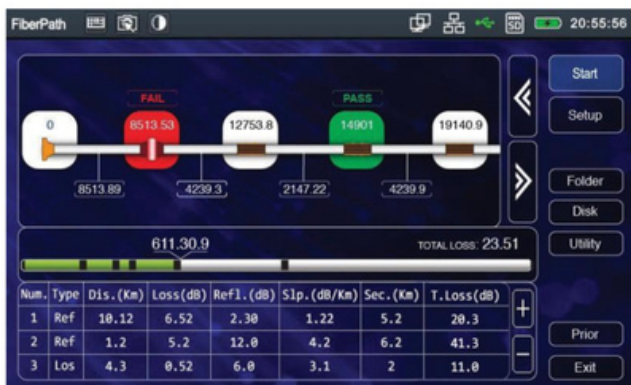 FiberPath SD 20:55:56
Start
FAIL PASS
0 8513.53 12753.8 14901 19140.9
Setup
8513.89 4239.3 2147.22 4239.9
Folder
Disk
611.30.9 TOTAL LOSS: 23.51
Utility
Num. Type Dis.(Km) Loss(dB) Refl.(dB) Slp.(dB/Km) Sec.(Km) T.Loss(dB)
1 Ref 10.12 6.52 2.30 1.22 5.2 20.3
2 Ref 1.2 5.2 12.0 4.2 6.2 41.3
3 Los 4.3 0.52 6.0 3.1 2 11.0
+
-
Prior
Exit